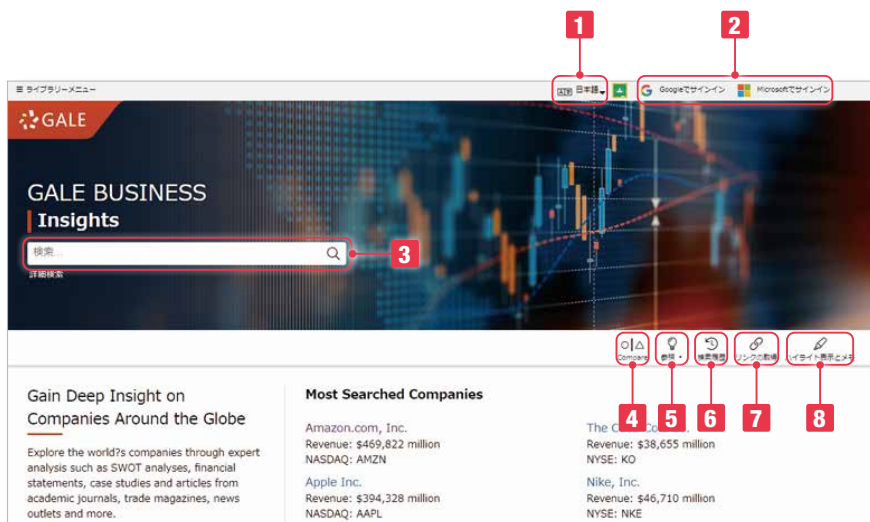 1
2
ライブラリーメニュー
日本語
Googleでサインイン
Microsoftでサインイン
GALE
GALE BUSINESS
Insights
検索...
3
詳細検索
Compare
参照
検索履歴
リンクの取得
ハイライト表示とメモ
4
5
6
7
8
Gain Deep Insight on
Companies Around the Globe
Explore the world?s companies through expert
analysis such as SWOT analyses, financial
statements, case studies and articles from
academic journals, trade magazines, news
outlets and more.
Most Searched Companies
Amazon.com, Inc.
Revenue: $469,822 million
NASDAQ: AMZN
Apple Inc.
Revenue: $394,328 million
NASDAQ: AAPL
The
Revenue: $38,655 million
NYSE: KO
Nike, Inc.
Revenue: $46,710 million
NYSE: NKE